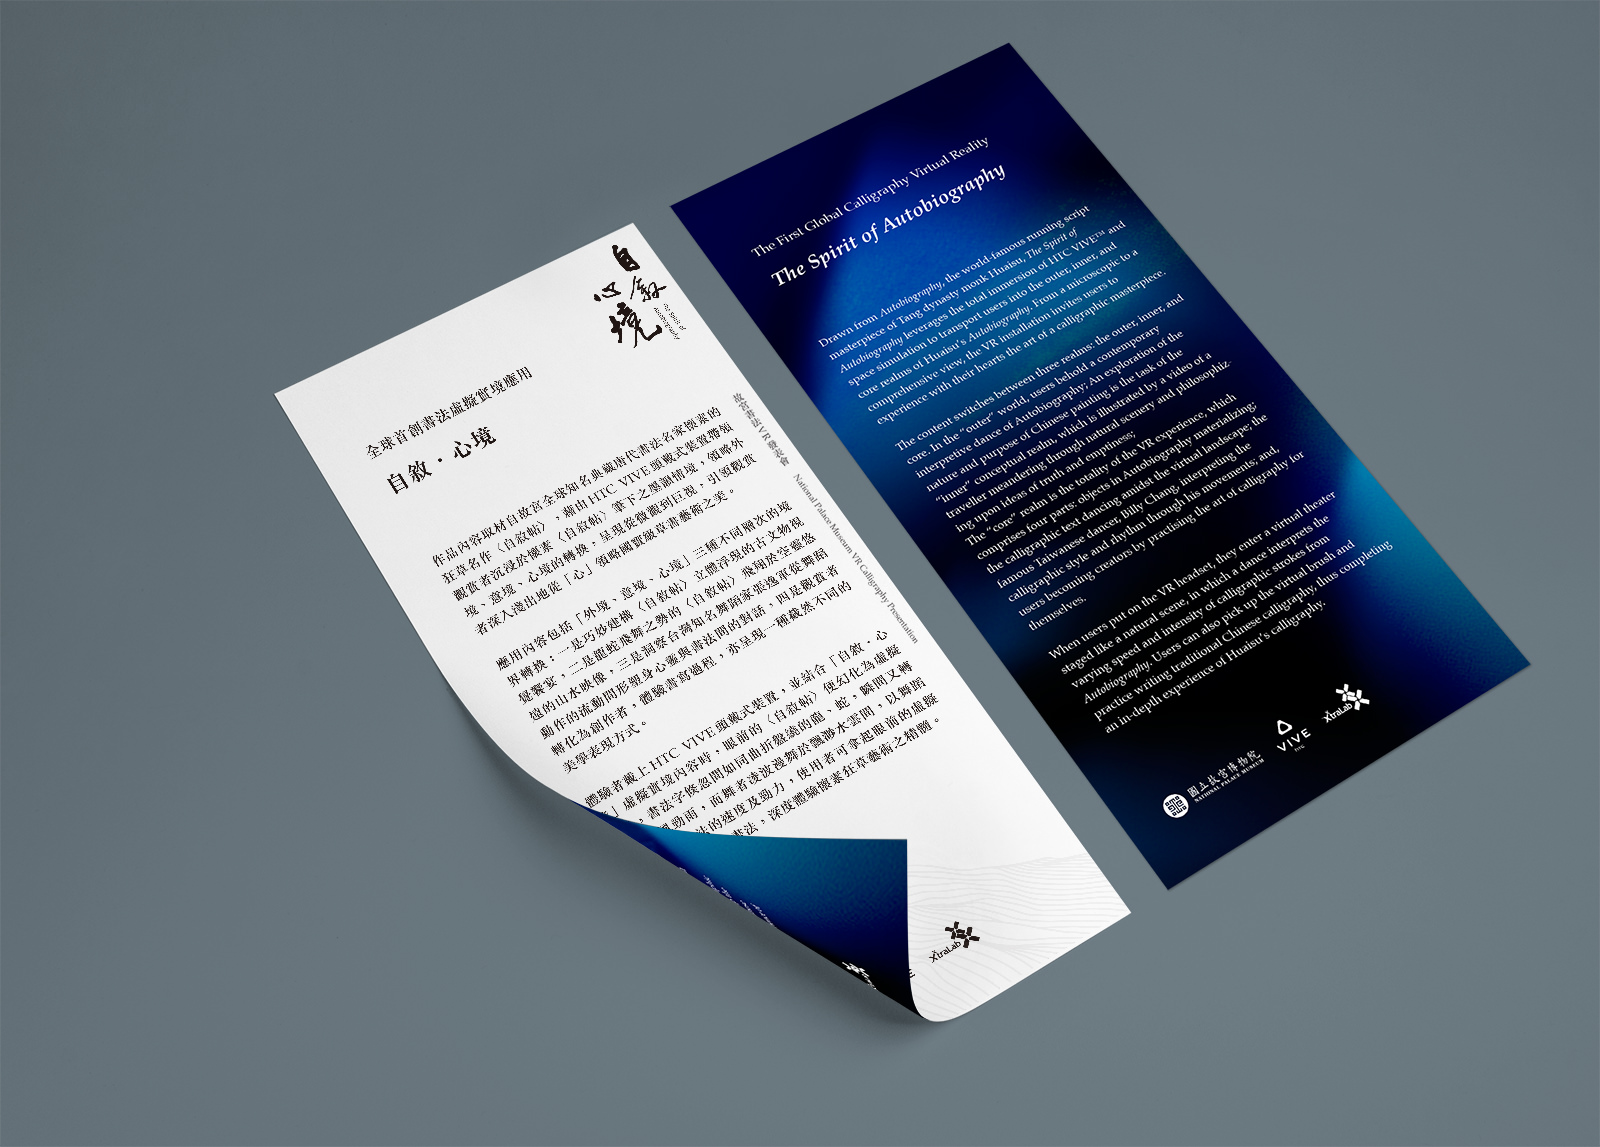 自
敘
心
境
The Spirit of
Autobiography
全球首創書法虛擬實境應用
自敘・心境
作品內容取材自故宮全球知名典藏唐代書法名家懷素的
狂草名作〈自敘帖〉，藉由HTC VIVE頭戴式裝置帶領
觀賞者沉浸於懷素〈自敘帖〉筆下之墨韻情境，領略外
境、意境、心境的轉換，呈現從微觀到巨視，引領觀賞
者深入淺出地從「心」領略國寶級草書藝術之美。
應用內容包括「外境、意境、心境」三種不同層次的境
界轉換：一是巧妙建構〈自敘帖〉立體浮現的古文物視
覺饗宴，二是龍蛇飛舞之勢的〈自敘帖〉飛翔於空靈悠
遠的山水映像，三是洞察台灣知名舞蹈家張逸軍從舞蹈
動作的流動間形塑身心靈與書法間的對話，四是觀賞者
轉化為創作者，體驗書寫過程，亦呈現一種截然不同的
美學表現方式。
體驗者戴上HTC VIVE頭戴式裝置，並結合「自敘・心
」虛擬實境內容時，眼前的〈自敘帖〉便幻化為虛擬
，書法字倏忽間如同曲折盤繞的龍、蛇，瞬間又轉
勁雨，而舞者凌波漫舞於飄渺水雲間，以舞蹈
法的速度及勁力，使用者可拿起眼前的虛擬
書法，深度體驗懷素狂草藝術之精髓。
故宮書法VR發表會 National Palace Museum VR Calligraphy Presentation
E
XtraLab
The First Global Calligraphy Virtual Reality
The Spirit of Autobiography
Drawn from Autobiography, the world-famous running script
masterpiece of Tang dynasty monk Huaisu, The Spirit of
Autobiography leverages the total immersion of HTC VIVE™ and
space simulation to transport users into the outer, inner, and
core realms of Huaisu's Autobiography. From a microscopic to a
comprehensive view, the VR installation invites users to
experience with their hearts the art of a calligraphic masterpiece.
The content switches between three realms: the outer, inner, and
core. In the "outer" world, users behold a contemporary
interpretive dance of Autobiography: An exploration of the
nature and purpose of Chinese painting is the task of the
"inner" conceptual realm, which is illustrated by a video of a
traveller meandering through natural scenery and philosophiz-
ing upon ideas of truth and emptiness;
The "core" realm is the totality of the VR experience, which
comprises four parts: objects in Autobiography materializing;
the calligraphic text dancing amidst the virtual landscape; the
famous Taiwanese dancer, Billy Chang, interpreting the
calligraphic style and rhythm through his movements; and,
users becoming creators by practising the art of calligraphy for
themselves.
When users put on the VR headset, they enter a virtual theater
staged like a natural scene, in which a dance interprets the
varying speed and intensity of calligraphic strokes from
Autobiography. Users can also pick up the virtual brush and
practice writing traditional Chinese calligraphy, thus completing
an in-depth experience of Huaisu's calligraphy.
國立故宮博物院
NATIONAL PALACE MUSEUM
VIVE
HTC
XtraLab